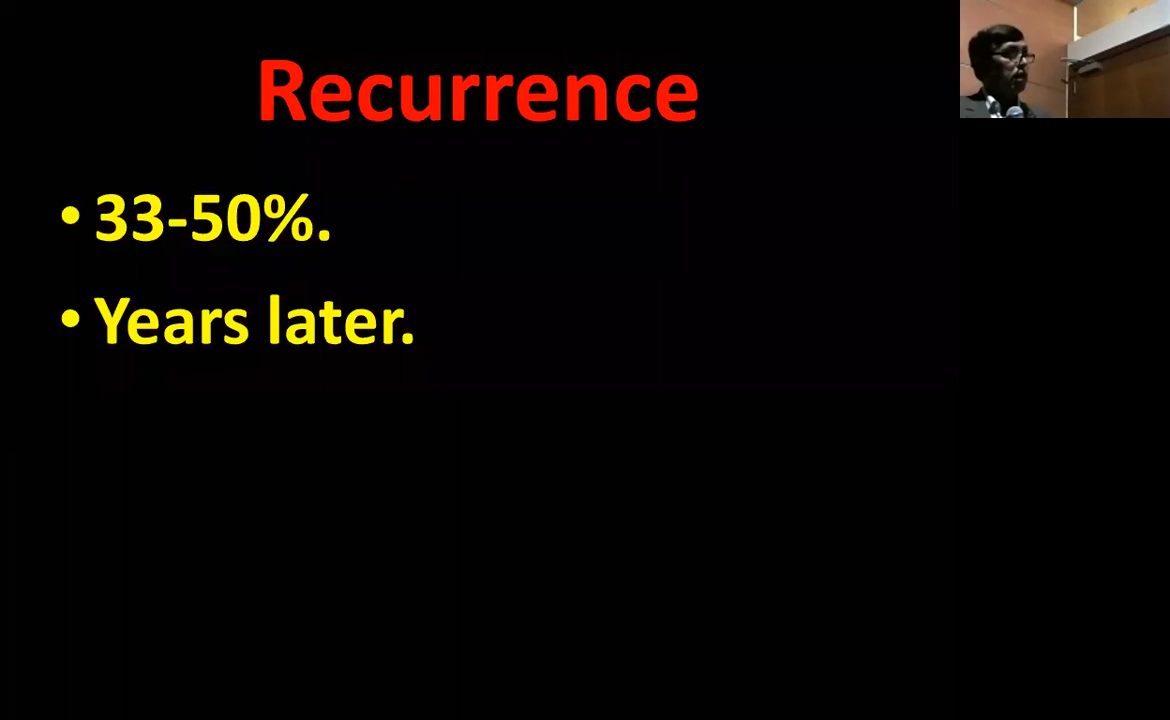 Recurrence
• 33-50%.
• Years later.